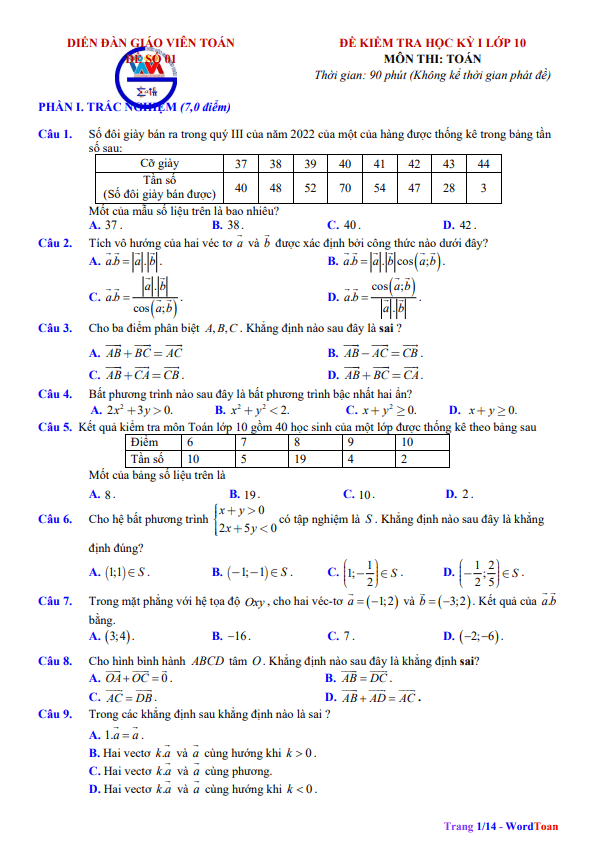 DIỄN ĐÀN GIÁO VIÊN TOÁN
ĐỀ SỐ 01
ĐỀ KIỂM TRA HỌC KỲ I LỚP 10
MÔN THI: TOÁN
Thời gian: 90 phút (Không kể thời gian phát đề)
PHẦN I. TRẮC NGHIỆM (7,0 điểm)
Câu 1. Số đôi giày bán ra trong quý III của năm 2022 của một của hàng được thống kê trong bảng tần
số sau:
Cỡ giày 37 38 39 40 41 42 43 44
Tần số
(Số đôi giày bán được) 40 48 52 70 54 47 28 3
Mốt của mẫu số liệu trên là bao nhiêu?
A. 37. B. 38. C. 40. D. 42.
Câu 2. Tích vô hướng của hai véc tơ \vec{a} và \vec{b} được xác định bởi công thức nào dưới đây?
A. \vec{a}.\vec{b} = |\vec{a}|.|\vec{b}|. B. \vec{a}.\vec{b} = |\vec{a}|.|\vec{b}|cos(\vec{a};\vec{b}).
C. \vec{a}.\vec{b} = \frac{|\vec{a}|.|\vec{b}|}{cos(\vec{a};\vec{b})}. D. \vec{a}.\vec{b} = \frac{cos(\vec{a};\vec{b})}{|\vec{a}|.|\vec{b}|}.
Câu 3. Cho ba điểm phân biệt A, B, C. Khẳng định nào sau đây là sai ?
A. \overrightarrow{AB} + \overrightarrow{BC} = \overrightarrow{AC} B. \overrightarrow{AB} − \overrightarrow{AC} = \overrightarrow{CB}.
C. \overrightarrow{AB} + \overrightarrow{CA} = \overrightarrow{CB}. D. \overrightarrow{AB} + \overrightarrow{BC} = \overrightarrow{CA}.
Câu 4. Bất phương trình nào sau đây là bất phương trình bậc nhất hai ẩn?
A. 2x² + 3y > 0. B. x² + y² < 2. C. x + y² ≥ 0. D. x + y ≥ 0.
Câu 5. Kết quả kiểm tra môn Toán lớp 10 gồm 40 học sinh của một lớp được thống kê theo bảng sau
Điểm 6 7 8 9 10
Tần số 10 5 19 4 2
Mốt của bảng số liệu trên là
A. 8. B. 19. C. 10. D. 2.
Câu 6. Cho hệ bất phương trình \begin{cases} x + y > 0 \\ 2x + 5y < 0 \end{cases} có tập nghiệm là S. Khẳng định nào sau đây là khẳng
định đúng?
A. (1;1) ∈ S. B. (−1;−1) ∈ S. C. (1; −\frac{1}{2}) ∈ S. D. (−\frac{1}{2}; \frac{2}{5}) ∈ S.
Câu 7. Trong mặt phẳng với hệ tọa độ Oxy, cho hai véc-tơ \vec{a} = (−1;2) và \vec{b} = (−3;2). Kết quả của \vec{a}.\vec{b}
bằng.
A. (3;4). B. −16. C. 7. D. (−2;−6).
Câu 8. Cho hình bình hành ABCD tâm O. Khẳng định nào sau đây là khẳng định sai?
A. \overrightarrow{OA} + \overrightarrow{OC} = \vec{0}. B. \overrightarrow{AB} = \overrightarrow{DC}.
C. \overrightarrow{AC} = \overrightarrow{DB}. D. \overrightarrow{AB} + \overrightarrow{AD} = \overrightarrow{AC}.
Câu 9. Trong các khẳng định sau khẳng định nào là sai ?
A. 1.\vec{a} = \vec{a}.
B. Hai vectơ k.\vec{a} và \vec{a} cùng hướng khi k > 0.
C. Hai vectơ k.\vec{a} và \vec{a} cùng phương.
D. Hai vectơ k.\vec{a} và \vec{a} cùng hướng khi k < 0.
Trang 1/14 - WordToan